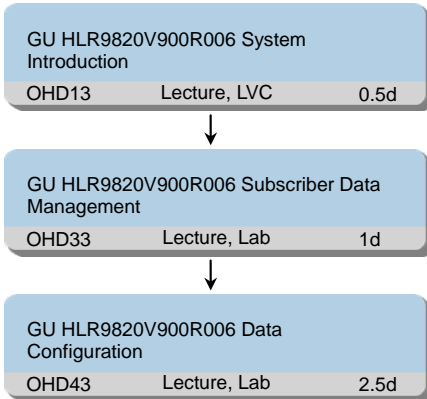 GU HLR9820V900R006 System
Introduction
OHD13 Lecture, LVC 0.5d
GU HLR9820V900R006 Subscriber Data
Management
OHD33 Lecture, Lab 1d
GU HLR9820V900R006 Data
Configuration
OHD43 Lecture, Lab 2.5d